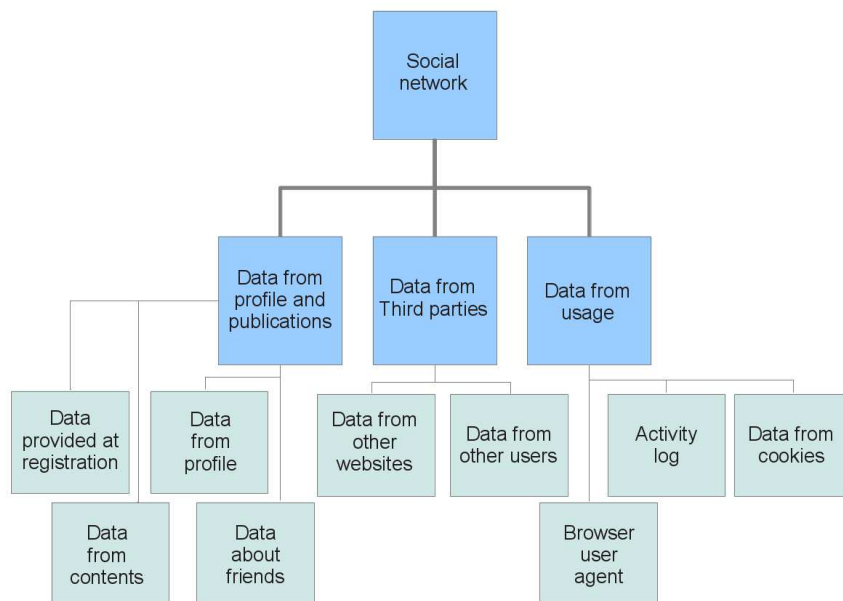 Social
network
Data from
profile and
publications
Data from
Third parties
Data from
usage
Data
provided at
registration
Data
from
profile
Data from
other
websites
Data from
other users
Activity
log
Data from
cookies
Data
from
contents
Data
about
friends
Browser
user
agent